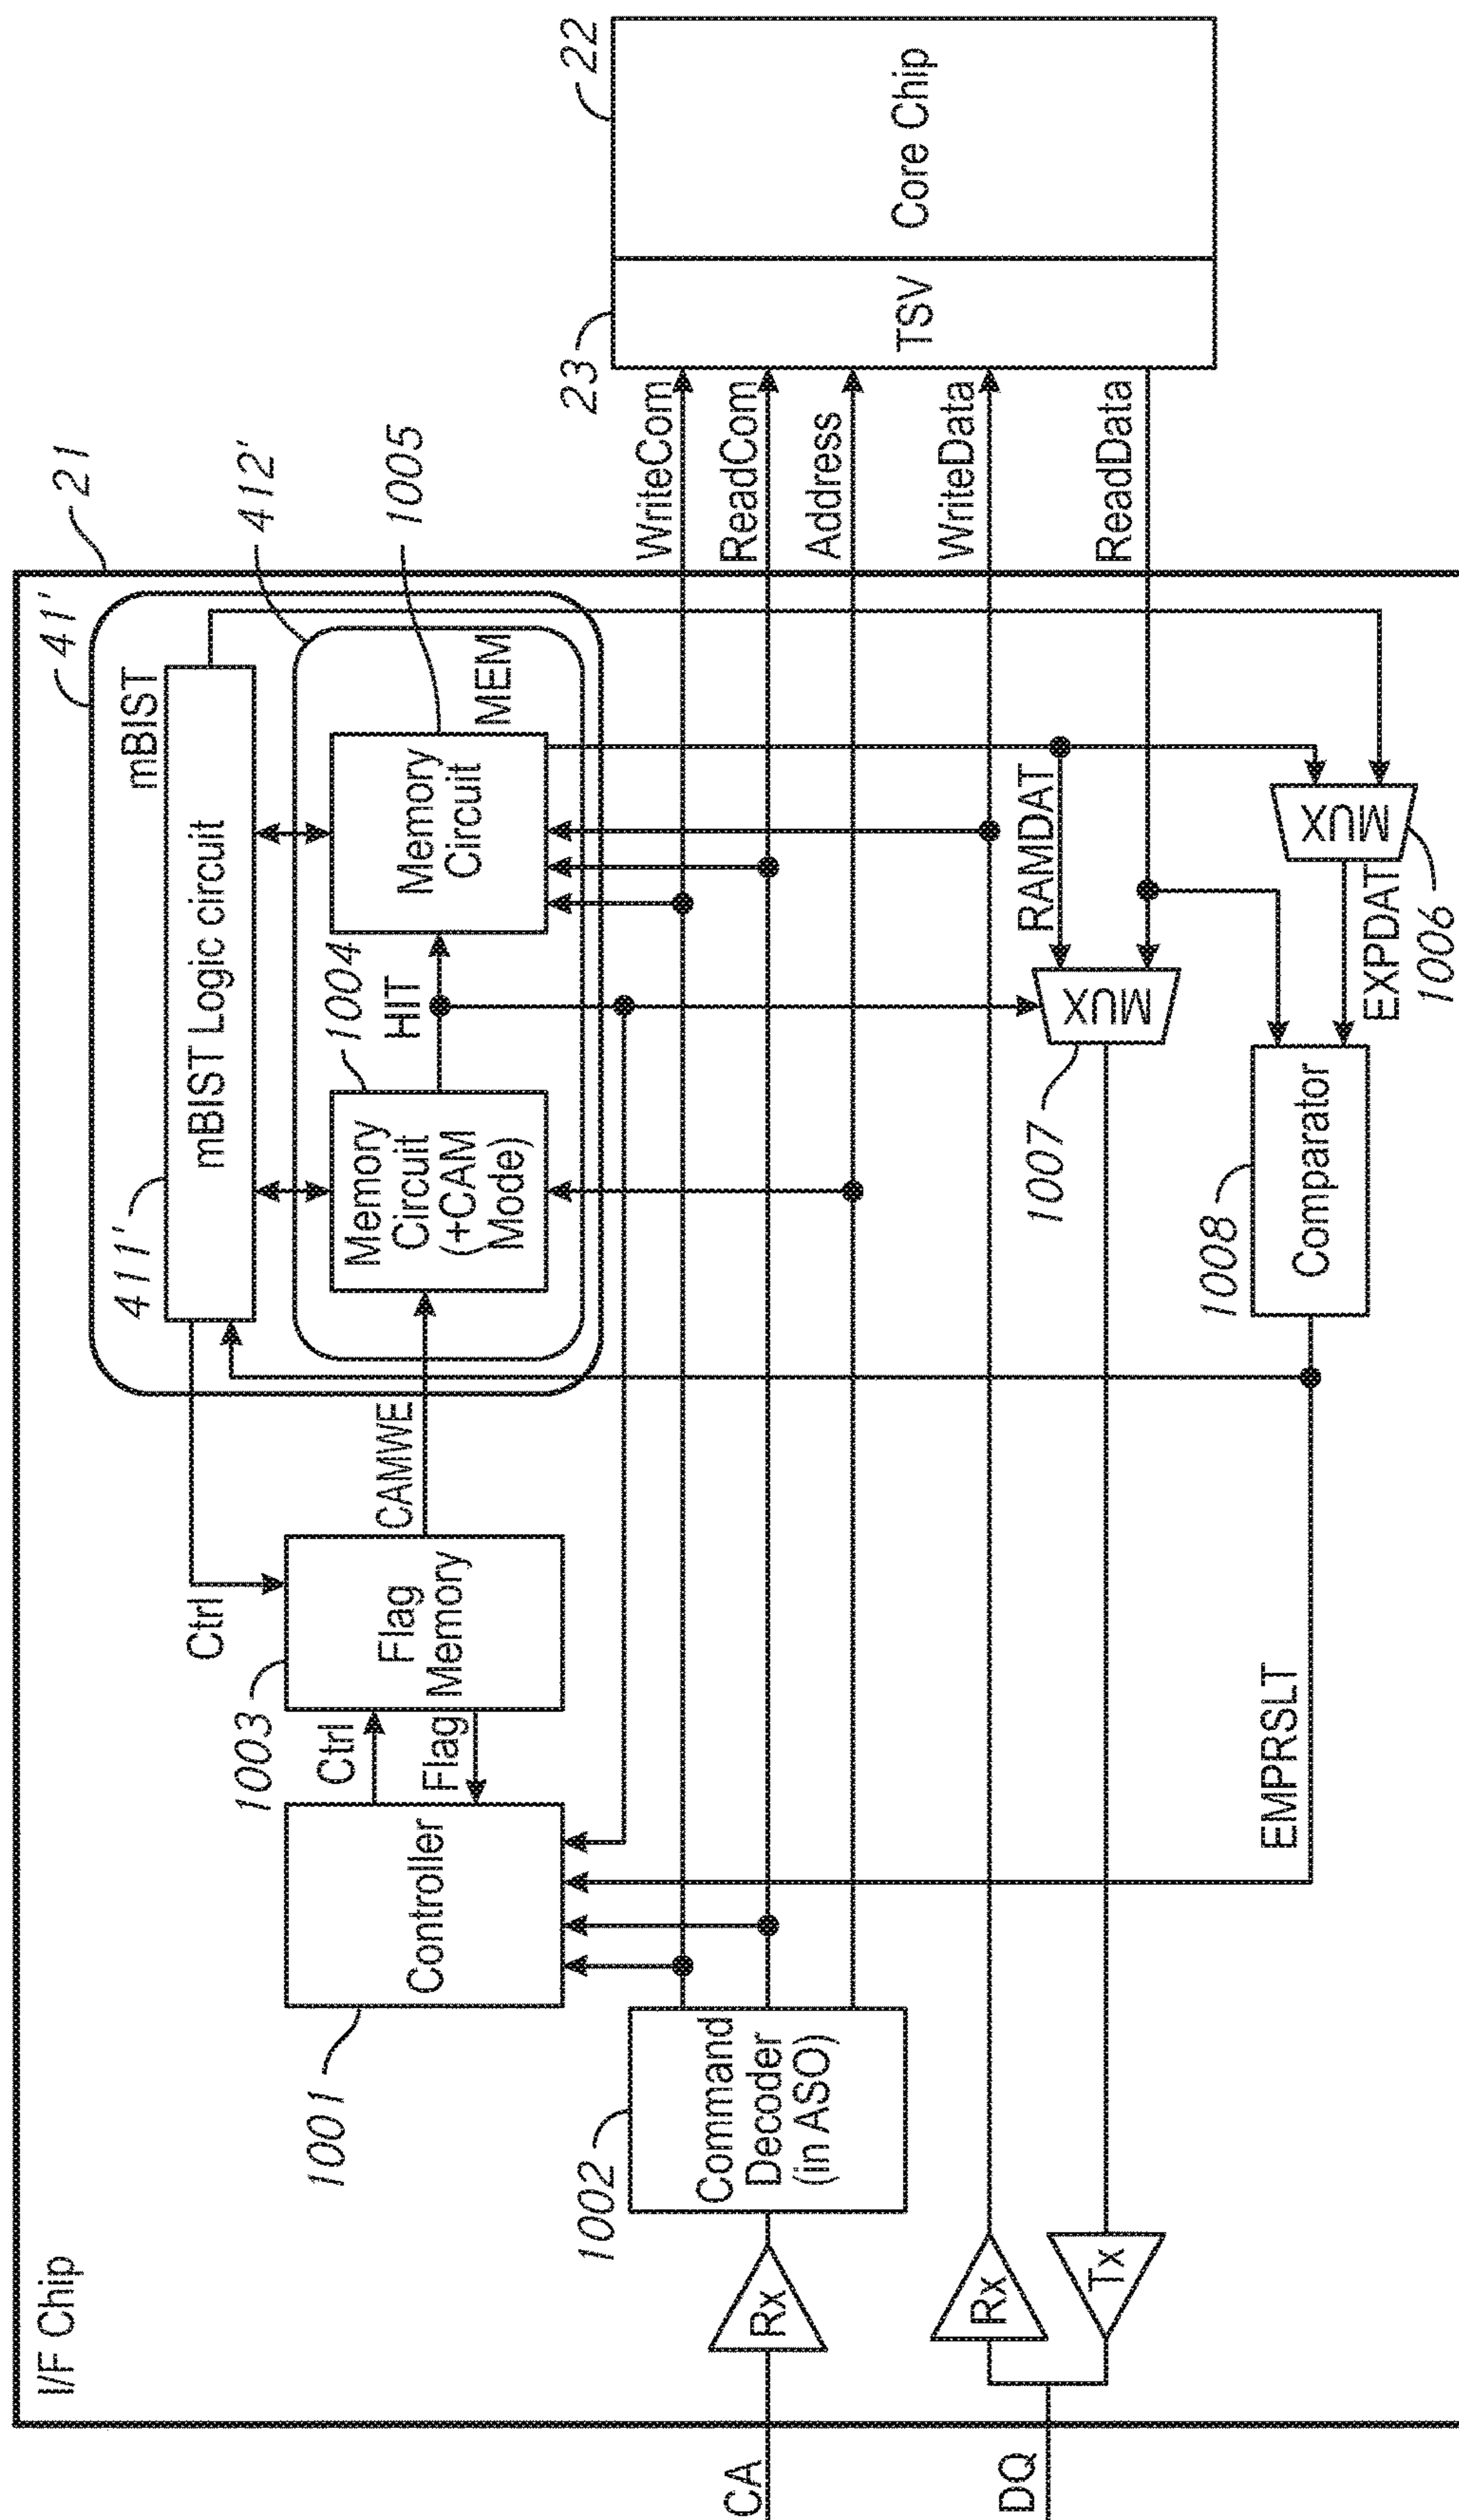 I/F Chip
21
41'
412'
mBIST
411'
mBIST Logic circuit
Ctrl
1003
Flag
Memory
CAMWE
1004
Memory
Circuit
(+CAM
Mode)
HIT
Memory
Circuit
MEM
1005
1001
Controller
Ctrl
Flag
1002
Command
Decoder
(in ASO)
CA
Rx
DQ
Rx
Tx
WriteCom
ReadCom
Address
WriteData
ReadData
23
TSV
22
Core Chip
RAMDAT
MUX
1007
MUX
1006
EXPDAT
1008
Comparator
EMPRSLT